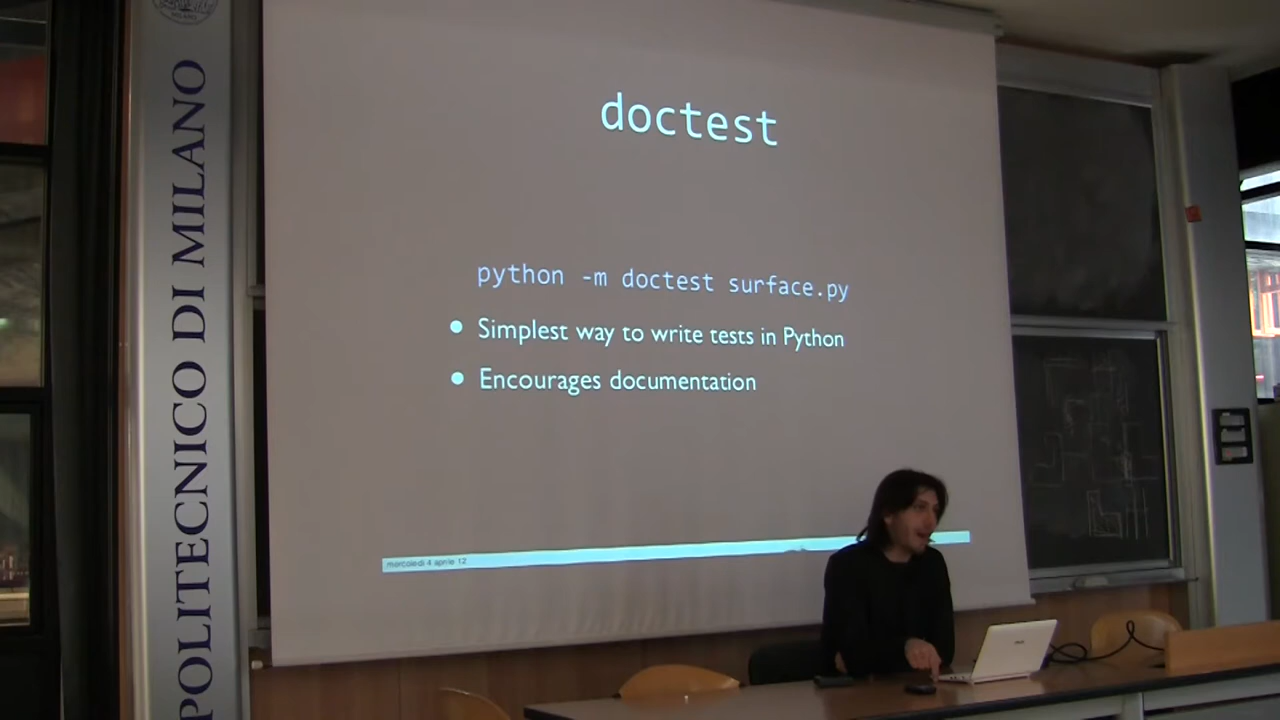 MILANO
POLITECNICO DI MILANO
doctest
python -m doctest surface.py
• Simplest way to write tests in Python
• Encourages documentation
mercoledì 4 aprile 12